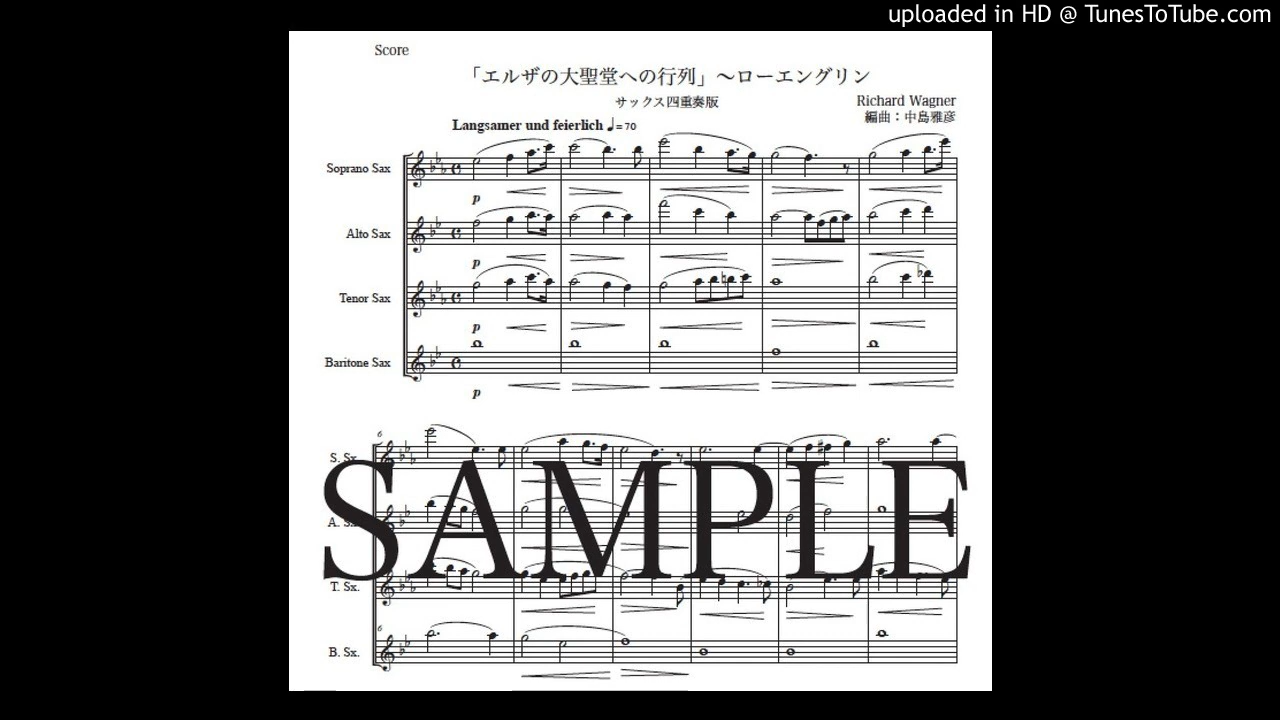 uploaded in HD @ TunesToTube.com
Score
「エルザの大聖堂への行列」～ローエングリン
サックス四重奏版
Richard Wagner
編曲：中島雅彦
Langsamer und feierlich ♩= 70
Soprano Sax
p
Alto Sax
p
Tenor Sax
p
Baritone Sax
p
6
S. Sx.
A. Sx.
T. Sx.
6
B. Sx.
SAMPLE